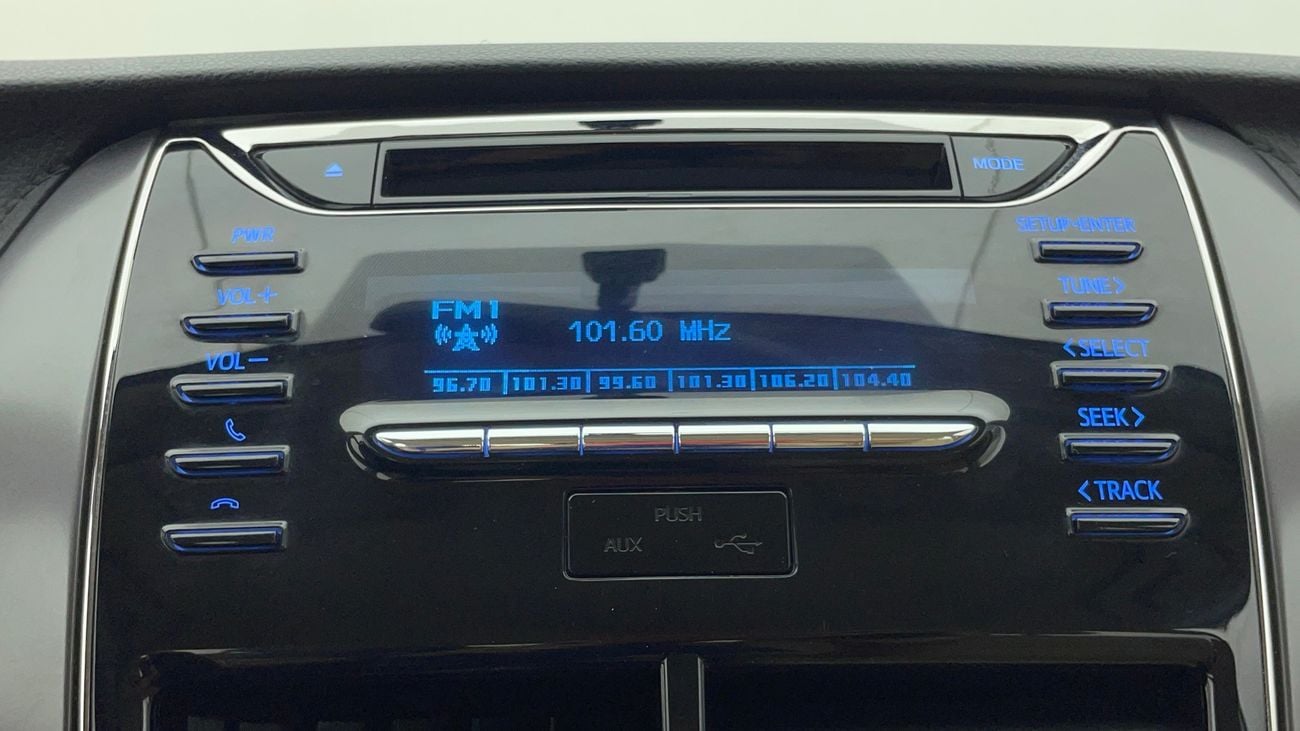 MODE
PWR
SETUP•ENTER
VOL+
TUNE>
FM1
101.60 MHz
VOL−
<SELECT
96.70 101.30 99.60 101.30 106.20 104.40
SEEK>
<TRACK
PUSH
AUX